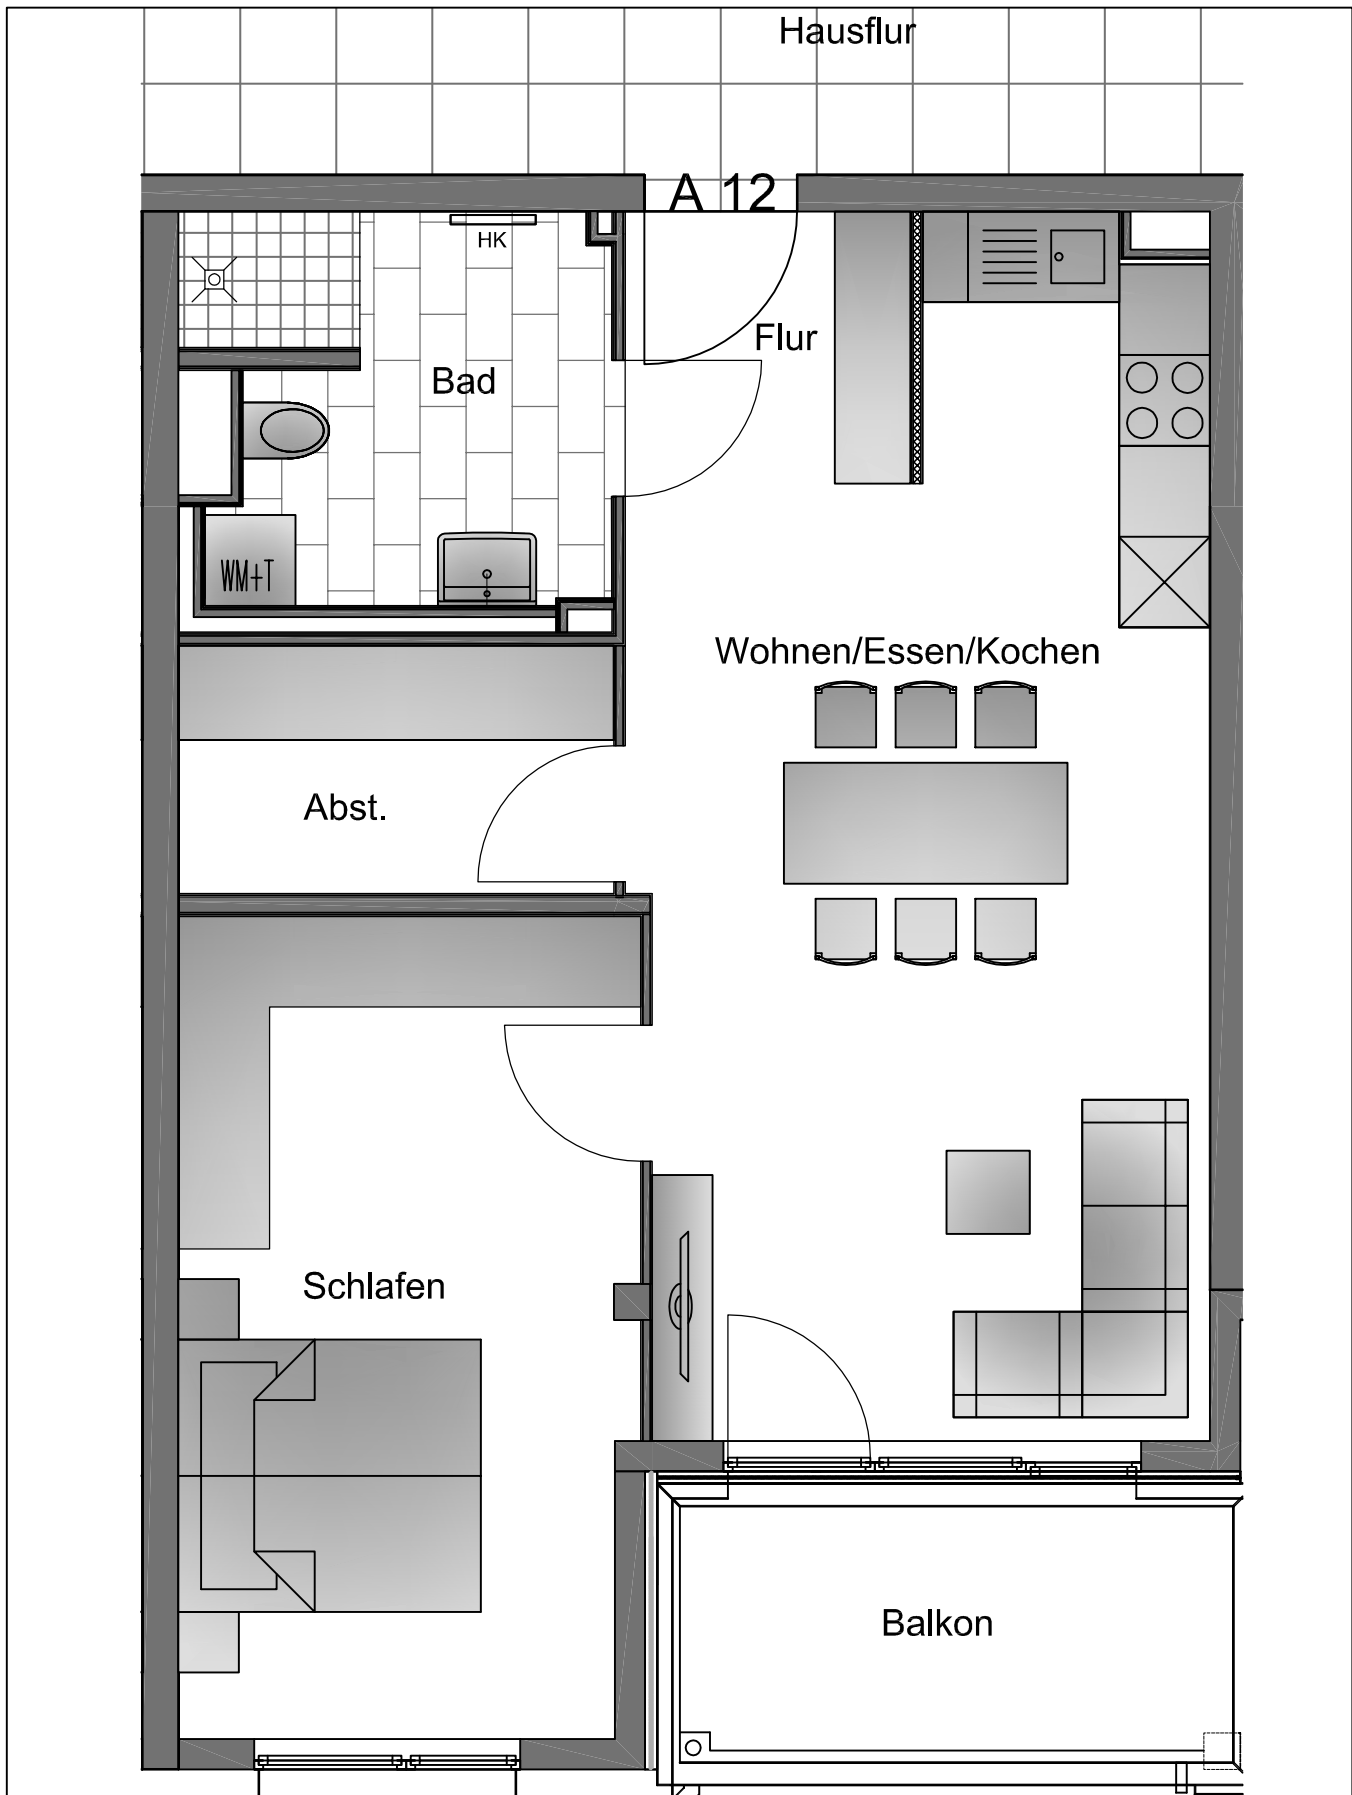 Hausflur
A 12
HK
Flur
Bad
WM+T
Wohnen/Essen/Kochen
Abst.
Schlafen
Balkon